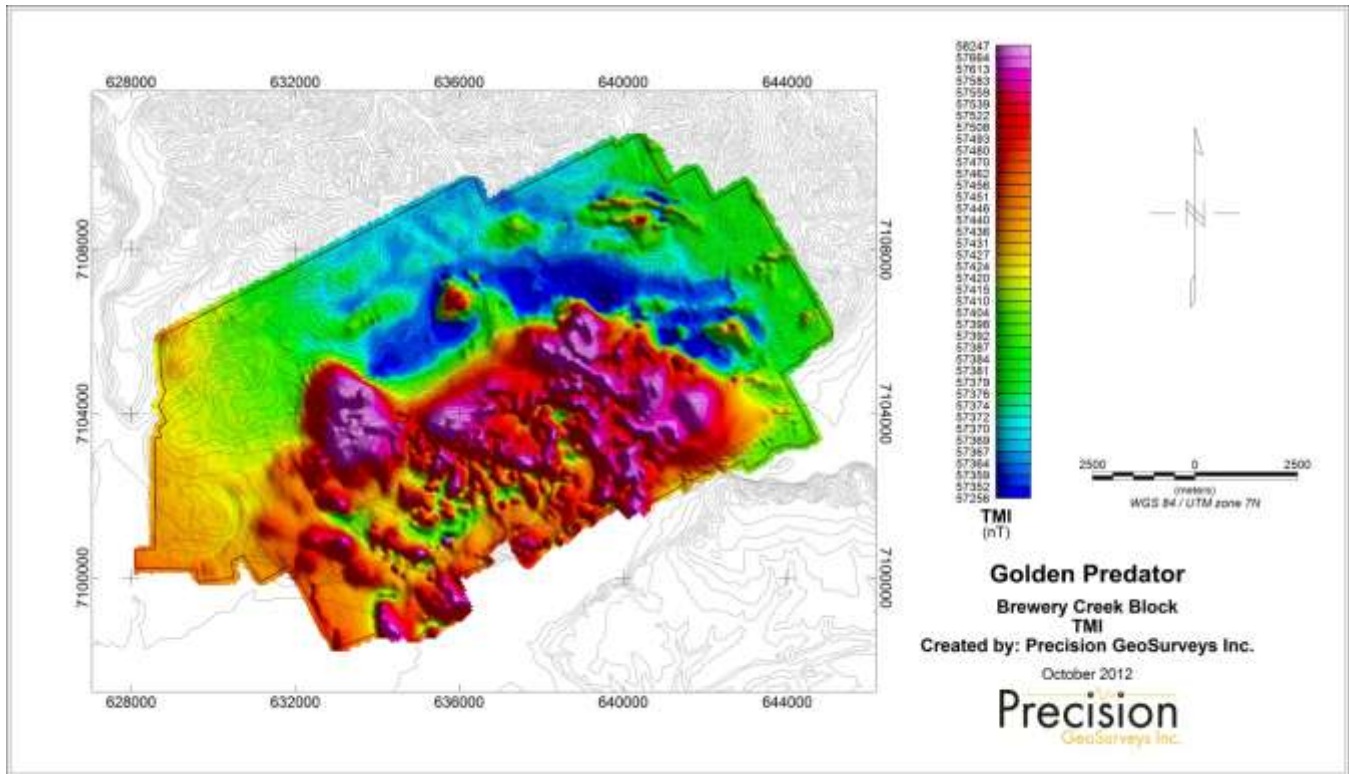 628000 632000 636000 640000 644000
7108000 7108000
7104000 7104000
7100000 7100000
628000 632000 636000 640000 644000
57664
57613
57583
57559
57539
57522
57508
57493
57480
57470
57462
57456
57451
57446
57440
57436
57431
57427
57424
57420
57415
57410
57404
57398
57392
57387
57384
57381
57379
57376
57374
57372
57370
57369
57367
57364
57359
57352
57256
TMI
(nT)
N
2500 0 2500
(meters)
WGS 84 / UTM zone 7N
Golden Predator
Brewery Creek Block
TMI
Created by: Precision GeoSurveys Inc.
October 2012
Precision
GeoSurveys Inc.